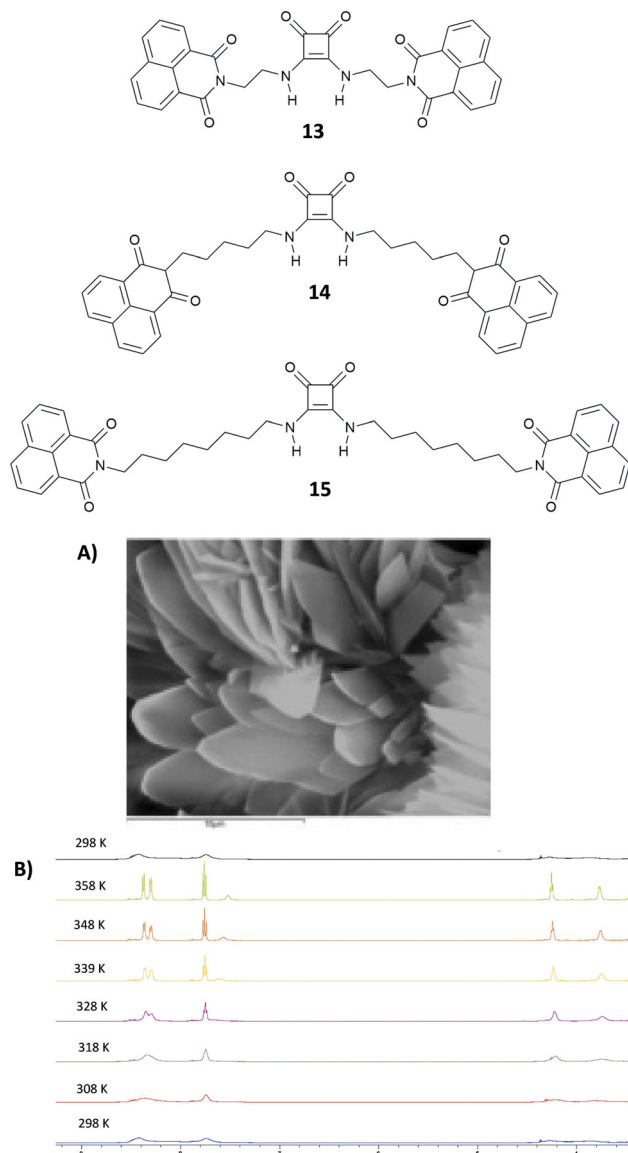 O O
O O
N N N N
H H
O O
13
O O
N N
O O
H H
O O
14
O O
O O
N N
H H
N N
O O
15
A)
298 K
B)
358 K
348 K
339 K
328 K
318 K
308 K
298 K